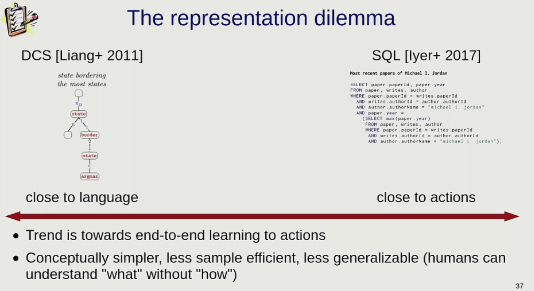 The representation dilemma
DCS [Liang+ 2011]
SQL [Iyer+ 2017]
state bordering
the most states
state
border
state
argmax
Most recent papers of Michael I. Jordan
SELECT paper.paperId, paper.year
FROM paper, writes, author
WHERE paper.paperId = writes.paperId
AND writes.authorId = author.authorId
AND author.authorName = "michael i. jordan"
AND paper.year =
(SELECT max(paper.year)
FROM paper, writes, author
WHERE paper.paperId = writes.paperId
AND writes.authorId = author.authorId
AND author.authorName = "michael i. jordan");
close to language
close to actions
• Trend is towards end-to-end learning to actions
• Conceptually simpler, less sample efficient, less generalizable (humans can
understand "what" without "how")
37